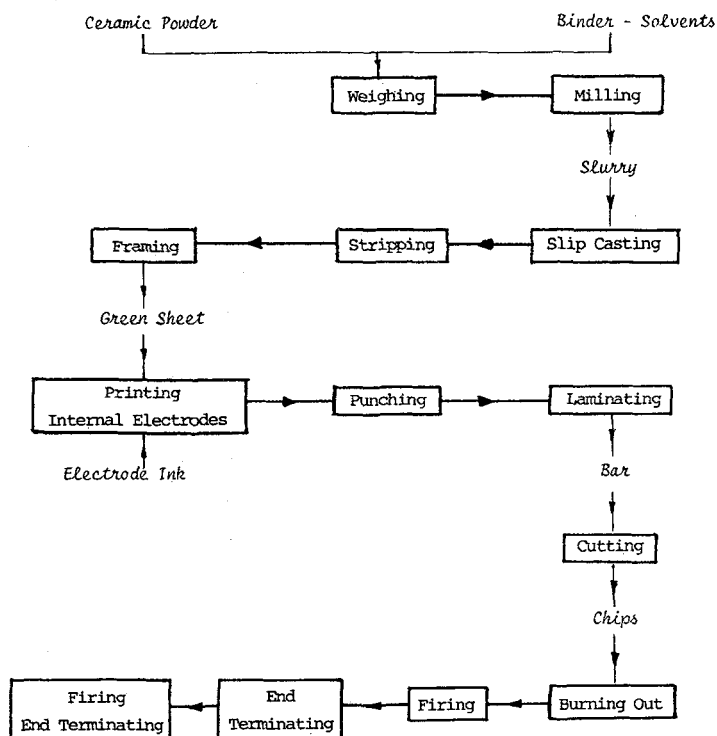 Ceramic Powder
Binder - Solvents
Weighing
Milling
Slurry
Framing
Stripping
Slip Casting
Green Sheet
Printing
Internal Electrodes
Punching
Laminating
Electrode Ink
Bar
Cutting
Chips
Firing
End Terminating
End
Terminating
Firing
Burning Out